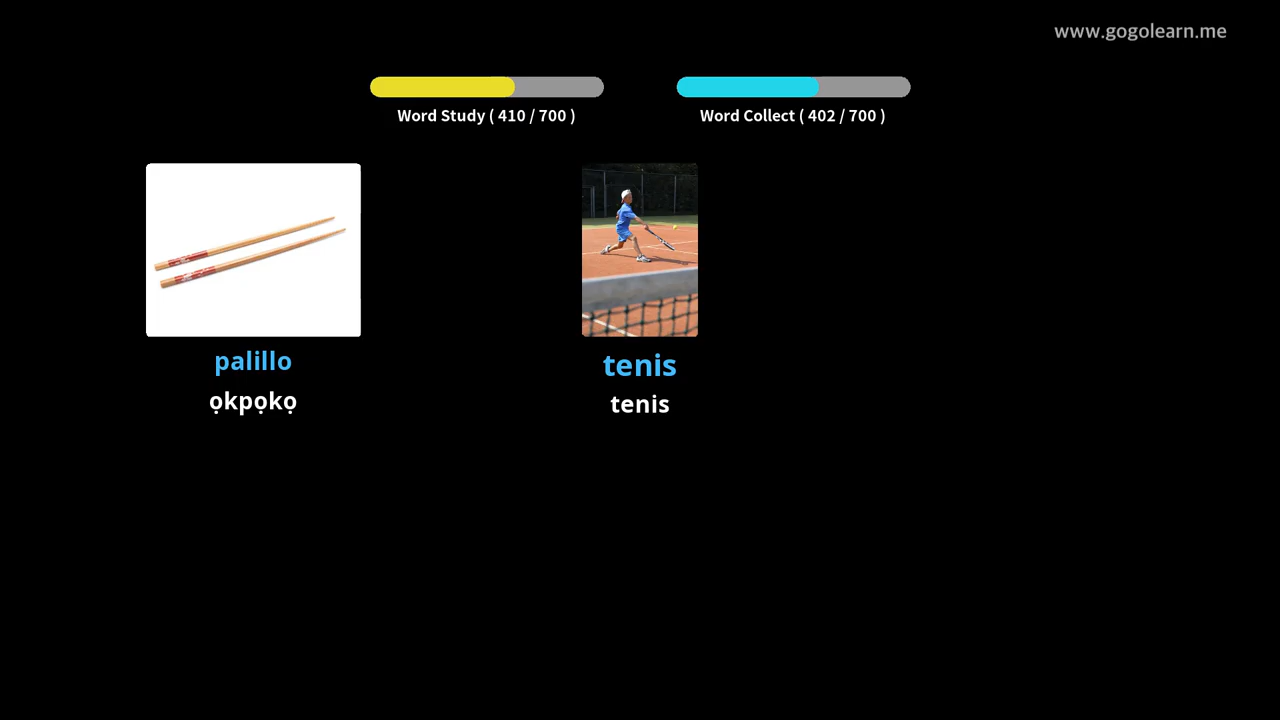 www.gogolearn.me
Word Study ( 410 / 700 )
Word Collect ( 402 / 700 )
palillo
ọkpọkọ
tenis
tenis